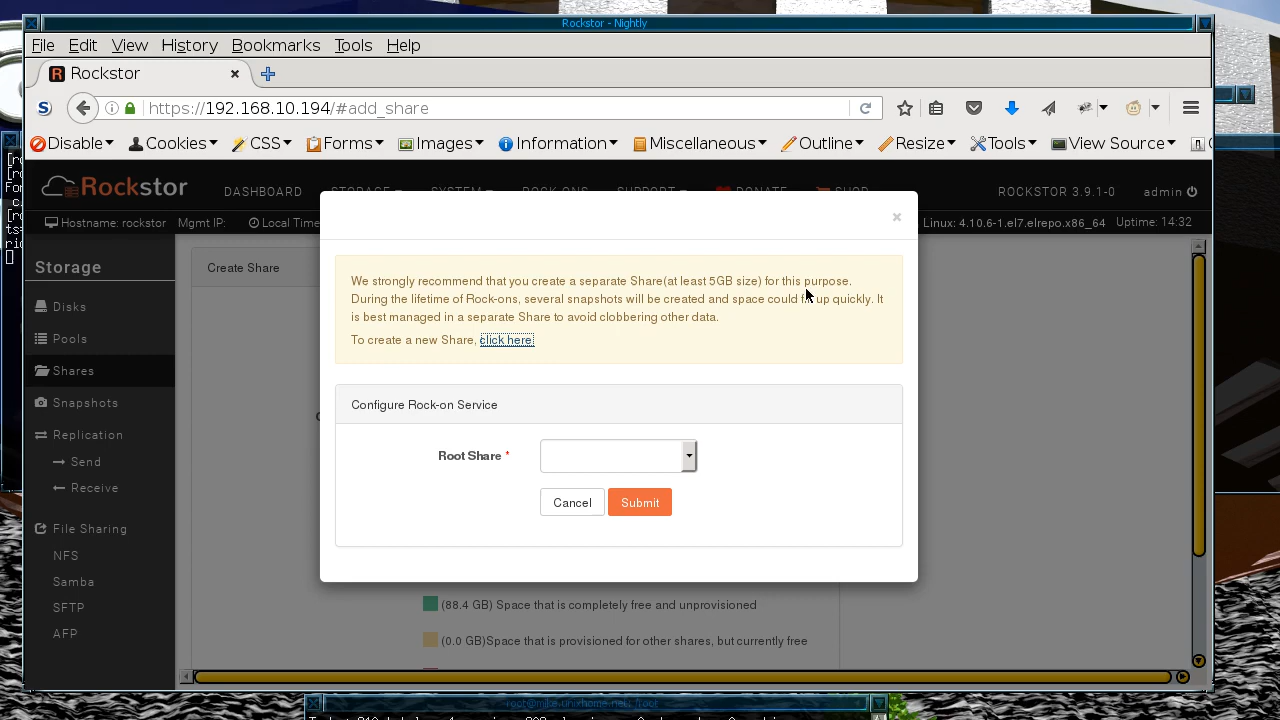 Rockstor - Nightly
File Edit View History Bookmarks Tools Help
Rockstor
https://192.168.10.194/#add_share
Disable Cookies CSS Forms Images Information Miscellaneous Outline Resize Tools View Source
Rockstor DASHBOARD STORAGE SYSTEM ROCK-ONS SUPPORT DONATE SHOP ROCKSTOR 3.9.1-0 admin
Hostname: rockstor Mgmt IP: Local Time Linux: 4.10.6-1.el7.elrepo.x86_64 Uptime: 14:32
Storage
Disks
Pools
Shares
Snapshots
Replication
Send
Receive
File Sharing
NFS
Samba
SFTP
AFP
Create Share
We strongly recommend that you create a separate Share(at least 5GB size) for this purpose.
During the lifetime of Rock-ons, several snapshots will be created and space could up quickly. It
is best managed in a separate Share to avoid clobbering other data.
To create a new Share, click here.
Configure Rock-on Service
Root Share *
Cancel Submit
(88.4 GB) Space that is completely free and unprovisioned
(0.0 GB)Space that is provisioned for other shares, but currently free